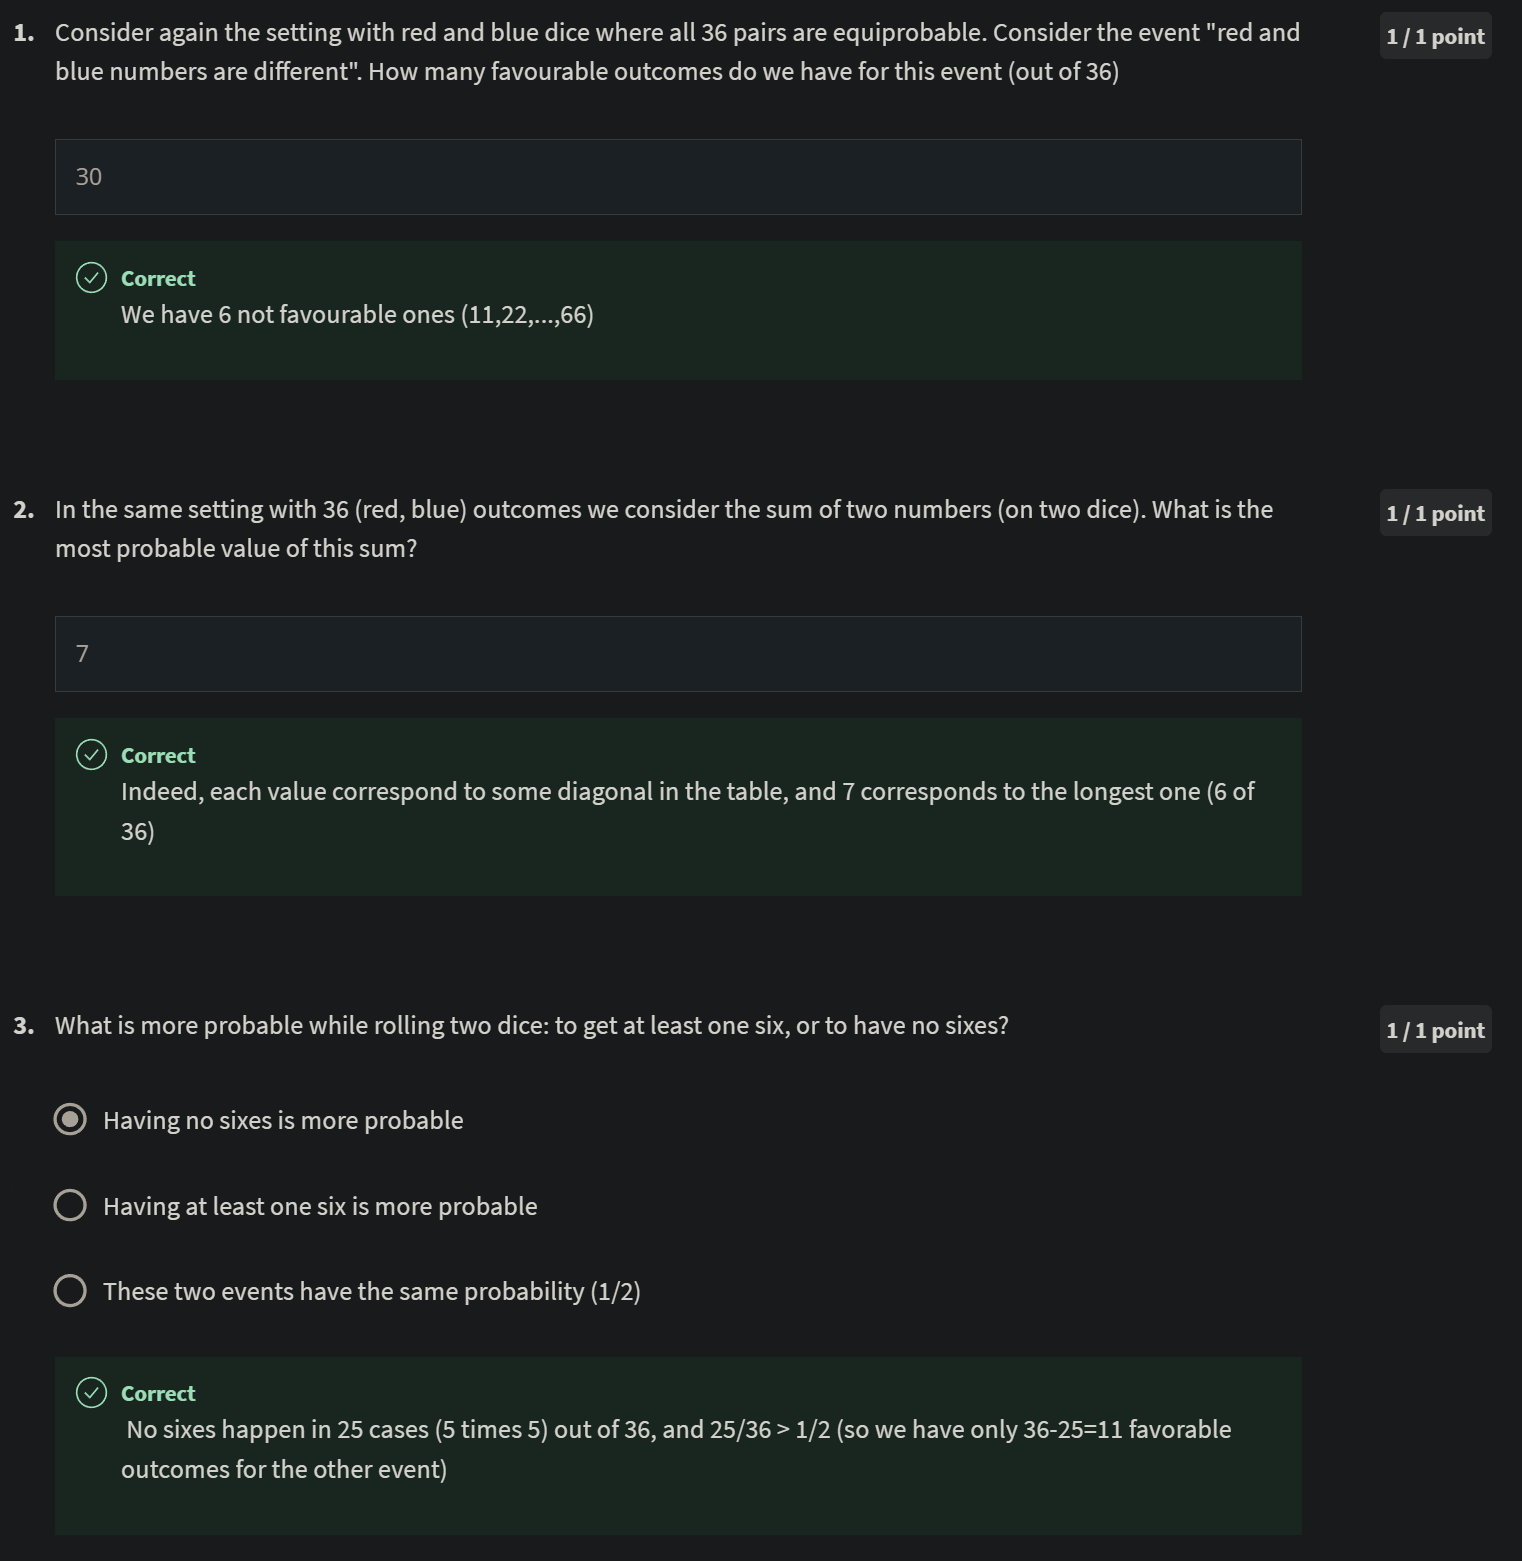 1. Consider again the setting with red and blue dice where all 36 pairs are equiprobable. Consider the event "red and
1 / 1 point
blue numbers are different". How many favourable outcomes do we have for this event (out of 36)
30
Correct
We have 6 not favourable ones (11,22,...,66)
2. In the same setting with 36 (red, blue) outcomes we consider the sum of two numbers (on two dice). What is the
1 / 1 point
most probable value of this sum?
7
Correct
Indeed, each value correspond to some diagonal in the table, and 7 corresponds to the longest one (6 of
36)
3. What is more probable while rolling two dice: to get at least one six, or to have no sixes?
1 / 1 point
Having no sixes is more probable
Having at least one six is more probable
These two events have the same probability (1/2)
Correct
No sixes happen in 25 cases (5 times 5) out of 36, and 25/36 > 1/2 (so we have only 36-25=11 favorable
outcomes for the other event)